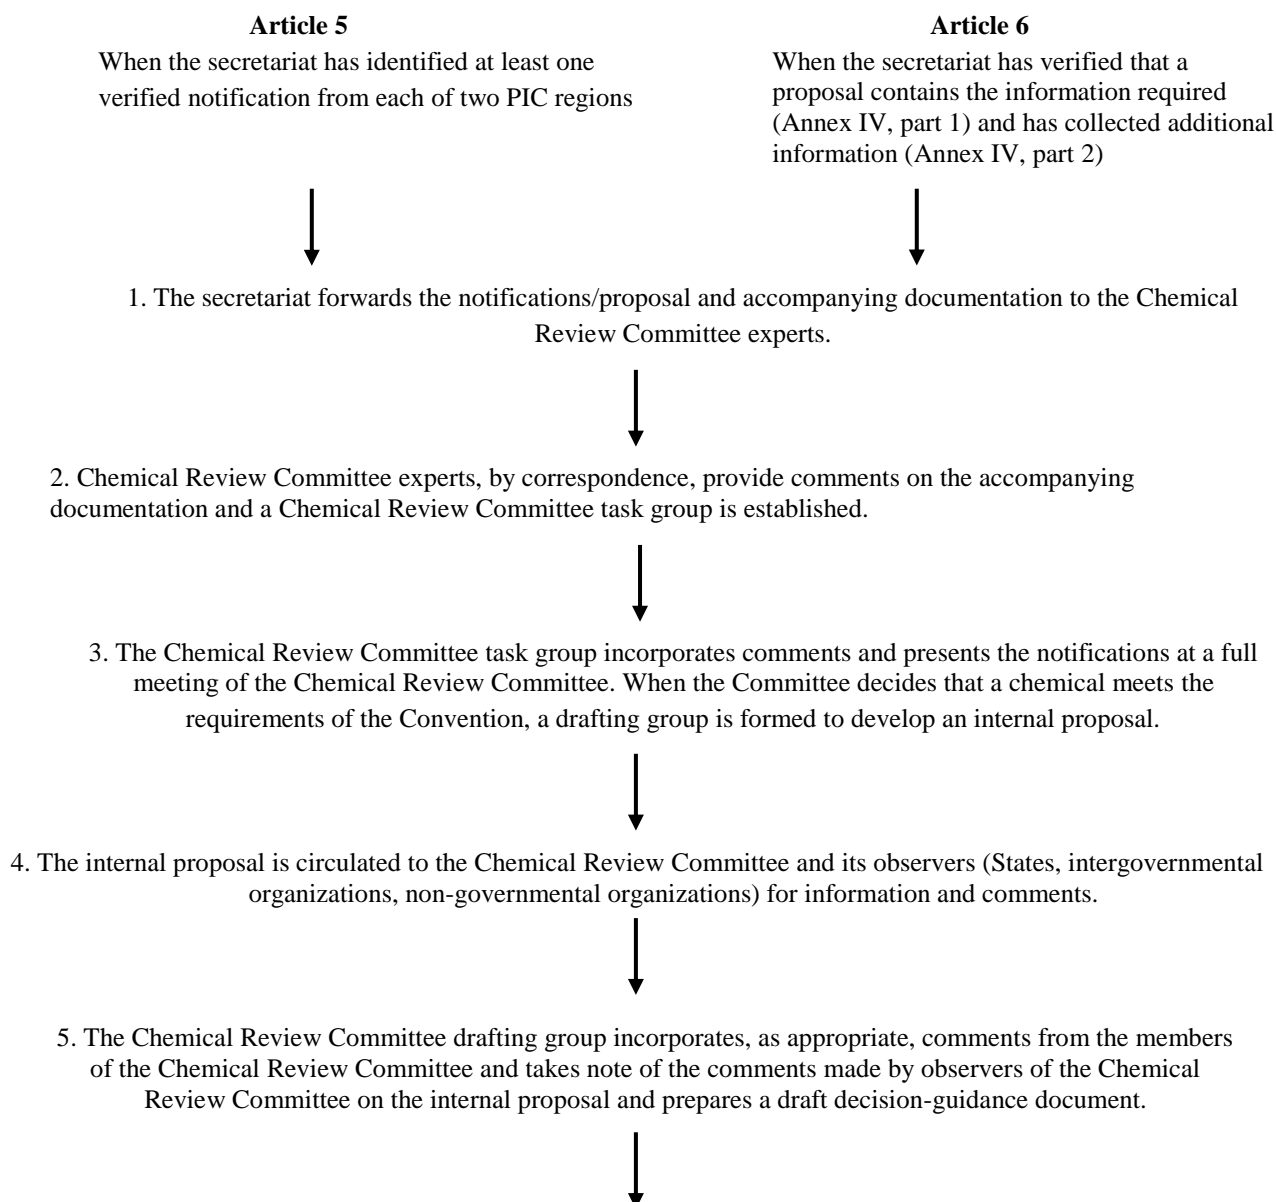 Article 5
When the secretariat has identified at least one
verified notification from each of two PIC regions
Article 6
When the secretariat has verified that a
proposal contains the information required
(Annex IV, part 1) and has collected additional
information (Annex IV, part 2)
1. The secretariat forwards the notifications/proposal and accompanying documentation to the Chemical
Review Committee experts.
2. Chemical Review Committee experts, by correspondence, provide comments on the accompanying
documentation and a Chemical Review Committee task group is established.
3. The Chemical Review Committee task group incorporates comments and presents the notifications at a full
meeting of the Chemical Review Committee. When the Committee decides that a chemical meets the
requirements of the Convention, a drafting group is formed to develop an internal proposal.
4. The internal proposal is circulated to the Chemical Review Committee and its observers (States, intergovernmental
organizations, non-governmental organizations) for information and comments.
5. The Chemical Review Committee drafting group incorporates, as appropriate, comments from the members
of the Chemical Review Committee and takes note of the comments made by observers of the Chemical
Review Committee on the internal proposal and prepares a draft decision-guidance document.